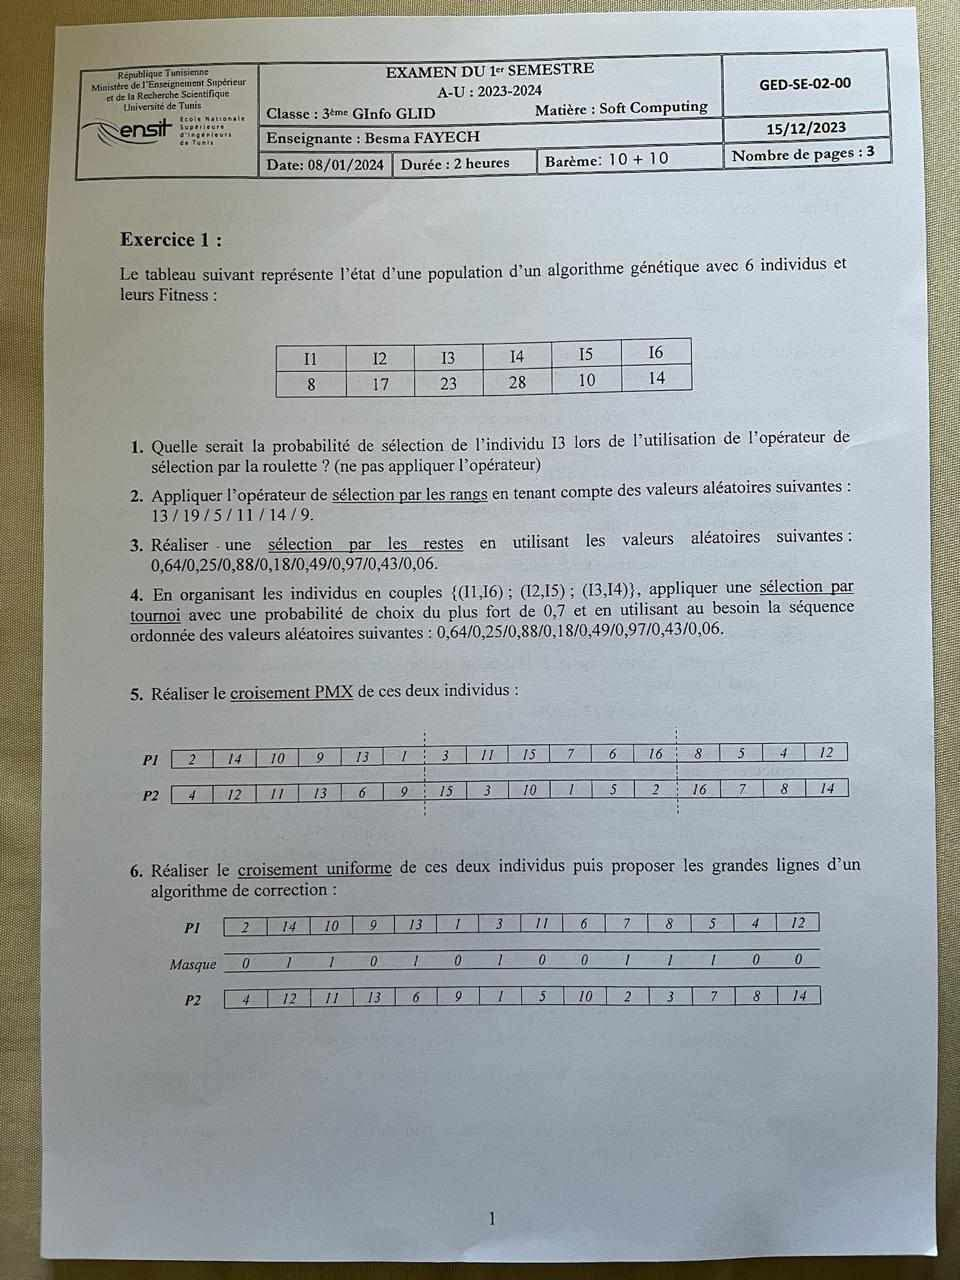 République Tunisienne
Ministère de l'Enseignement Supérieur
et de la Recherche Scientifique
Université de Tunis
ensit
Ecole Nationale
Supérieure
d'Ingénieurs
de Tunis
EXAMEN DU 1er SEMESTRE
A-U : 2023-2024
Classe : 3ème GInfo GLID Matière : Soft Computing
Enseignante : Besma FAYECH
Date: 08/01/2024 Durée : 2 heures Barème: 10 + 10
GED-SE-02-00
15/12/2023
Nombre de pages : 3
Exercice 1 :
Le tableau suivant représente l'état d'une population d'un algorithme génétique avec 6 individus et
leurs Fitness :
I1 I2 I3 I4 I5 I6
8 17 23 28 10 14
1. Quelle serait la probabilité de sélection de l'individu I3 lors de l'utilisation de l'opérateur de
sélection par la roulette ? (ne pas appliquer l'opérateur)
2. Appliquer l'opérateur de sélection par les rangs en tenant compte des valeurs aléatoires suivantes :
13 / 19 / 5 / 11 / 14 / 9.
3. Réaliser une sélection par les restes en utilisant les valeurs aléatoires suivantes :
0,64/0,25/0,88/0,18/0,49/0,97/0,43/0,06.
4. En organisant les individus en couples {(I1,I6) ; (I2,I5) ; (I3,I4)}, appliquer une sélection par
tournoi avec une probabilité de choix du plus fort de 0,7 et en utilisant au besoin la séquence
ordonnée des valeurs aléatoires suivantes : 0,64/0,25/0,88/0,18/0,49/0,97/0,43/0,06.
5. Réaliser le croisement PMX de ces deux individus :
P1 2 14 10 9 13 1 3 11 15 7 6 16 8 5 4 12
P2 4 12 11 13 6 9 15 3 10 1 5 2 16 7 8 14
6. Réaliser le croisement uniforme de ces deux individus puis proposer les grandes lignes d'un
algorithme de correction :
P1 2 14 10 9 13 1 3 11 6 7 8 5 4 12
Masque 0 1 1 0 1 0 1 0 0 1 1 1 0 0
P2 4 12 11 13 6 9 1 5 10 2 3 7 8 14
1